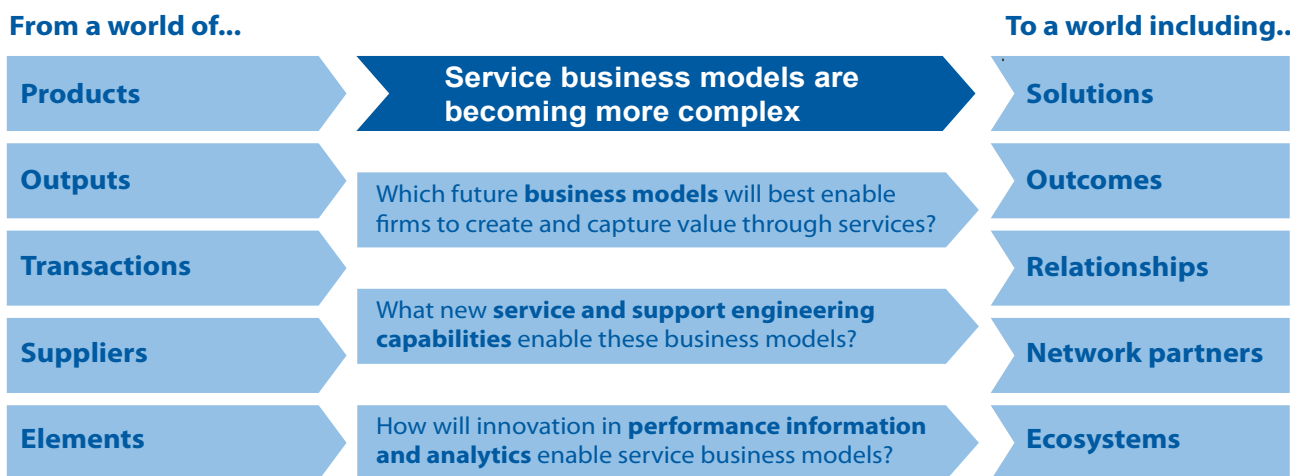 From a world of...
To a world including..
Products
Service business models are
becoming more complex
Solutions
Outputs
Which future business models will best enable
firms to create and capture value through services?
Outcomes
Transactions
Relationships
What new service and support engineering
capabilities enable these business models?
Suppliers
Network partners
Elements
How will innovation in performance information
and analytics enable service business models?
Ecosystems